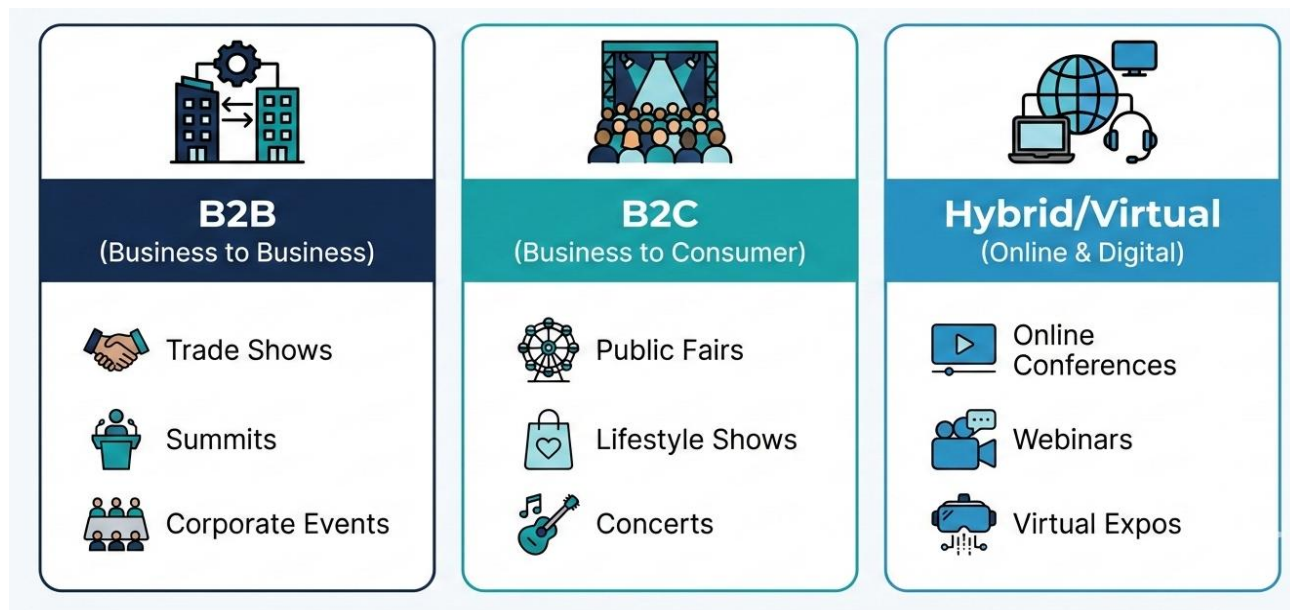 B2B
(Business to Business)
Trade Shows
Summits
Corporate Events
B2C
(Business to Consumer)
Public Fairs
Lifestyle Shows
Concerts
Hybrid/Virtual
(Online & Digital)
Online
Conferences
Webinars
Virtual Expos